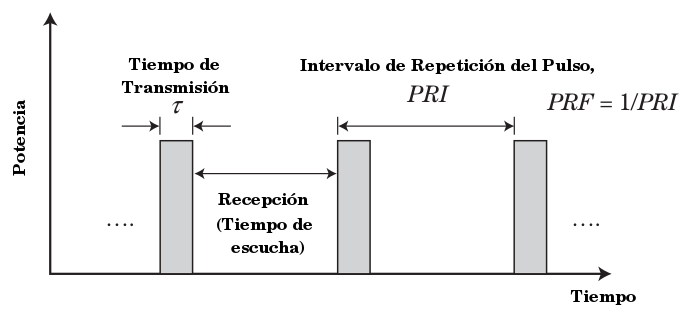 Tiempo de
Transmisión
τ
Intervalo de Repetición del Pulso,
PRI
PRF = 1/PRI
Potencia
Recepción
(Tiempo de
escucha)
....
....
Tiempo